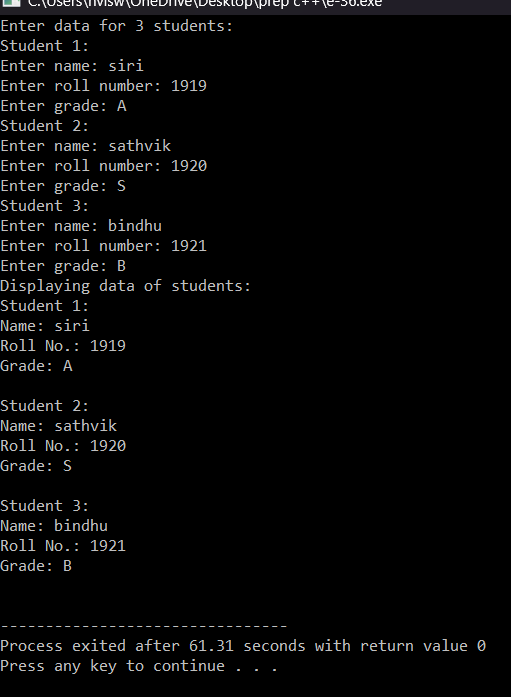 C:\Users\nvisw\OneDrive\Desktop\prep c++\e-36.exe
Enter data for 3 students:
Student 1:
Enter name: siri
Enter roll number: 1919
Enter grade: A
Student 2:
Enter name: sathvik
Enter roll number: 1920
Enter grade: S
Student 3:
Enter name: bindhu
Enter roll number: 1921
Enter grade: B
Displaying data of students:
Student 1:
Name: siri
Roll No.: 1919
Grade: A
Student 2:
Name: sathvik
Roll No.: 1920
Grade: S
Student 3:
Name: bindhu
Roll No.: 1921
Grade: B
--------------------------------
Process exited after 61.31 seconds with return value 0
Press any key to continue . . .